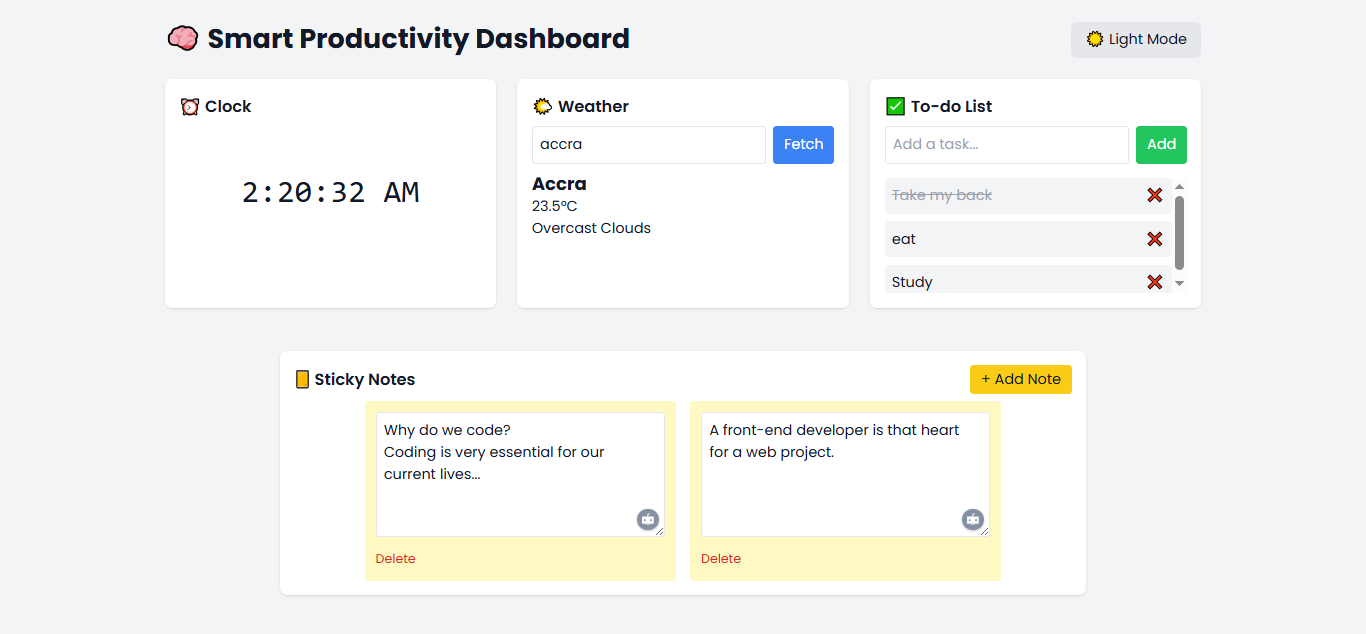 Smart Productivity Dashboard
Light Mode
Clock
2:20:32 AM
Weather
accra
Fetch
Accra
23.5°C
Overcast Clouds
To-do List
Add a task...
Add
Take my back
eat
Study
Sticky Notes
+ Add Note
Why do we code?
Coding is very essential for our
current lives...
Delete
A front-end developer is that heart
for a web project.
Delete